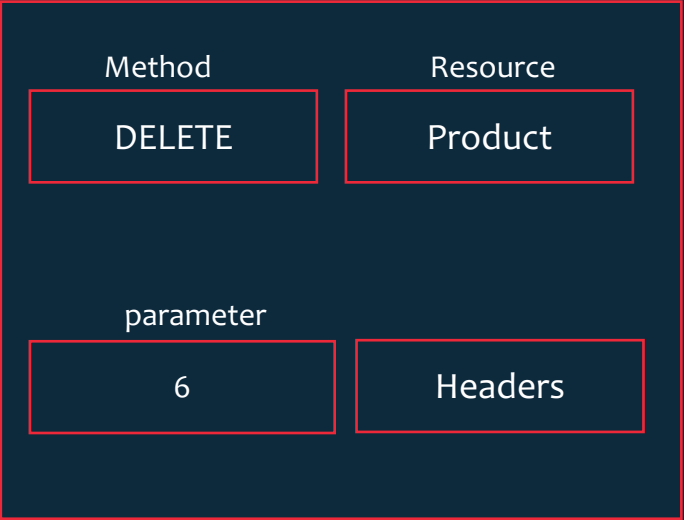 Method
Resource
DELETE
Product
parameter
6
Headers